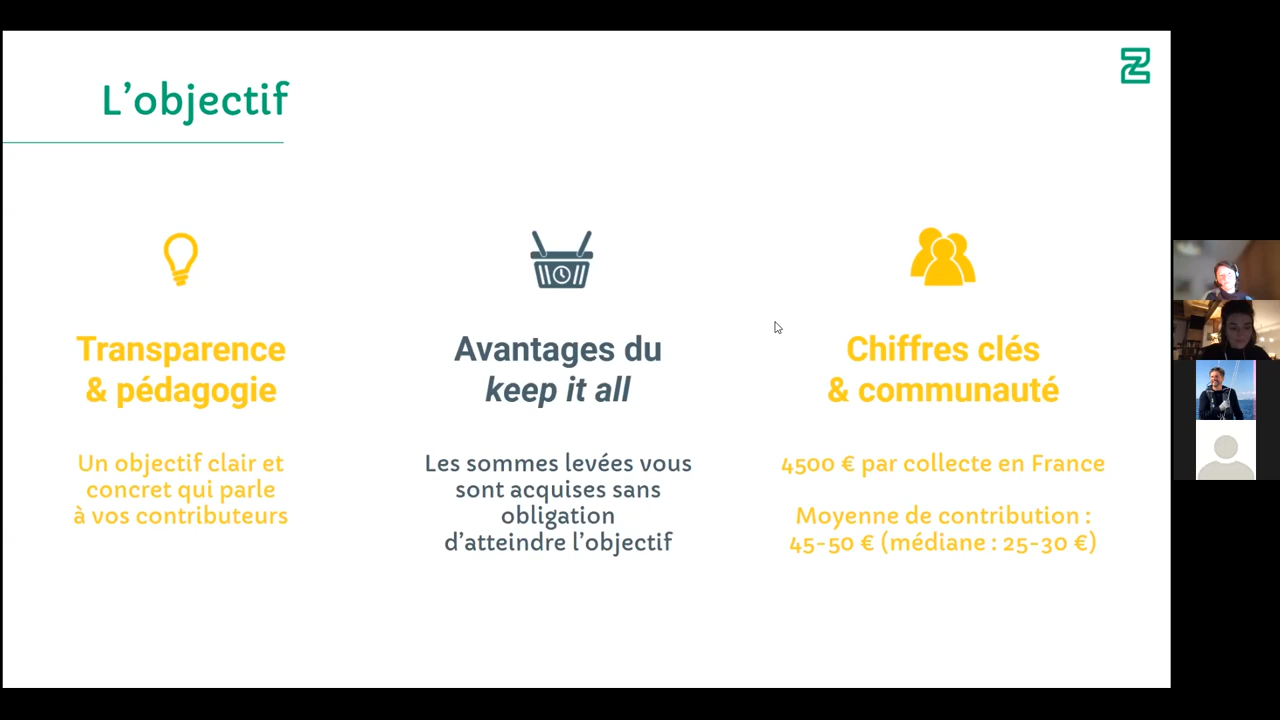 L’objectif
Transparence
& pédagogie
Un objectif clair et
concret qui parle
à vos contributeurs
Avantages du
keep it all
Les sommes levées vous
sont acquises sans
obligation
d’atteindre l’objectif
Chiffres clés
& communauté
4500 € par collecte en France
Moyenne de contribution :
45-50 € (médiane : 25-30 €)